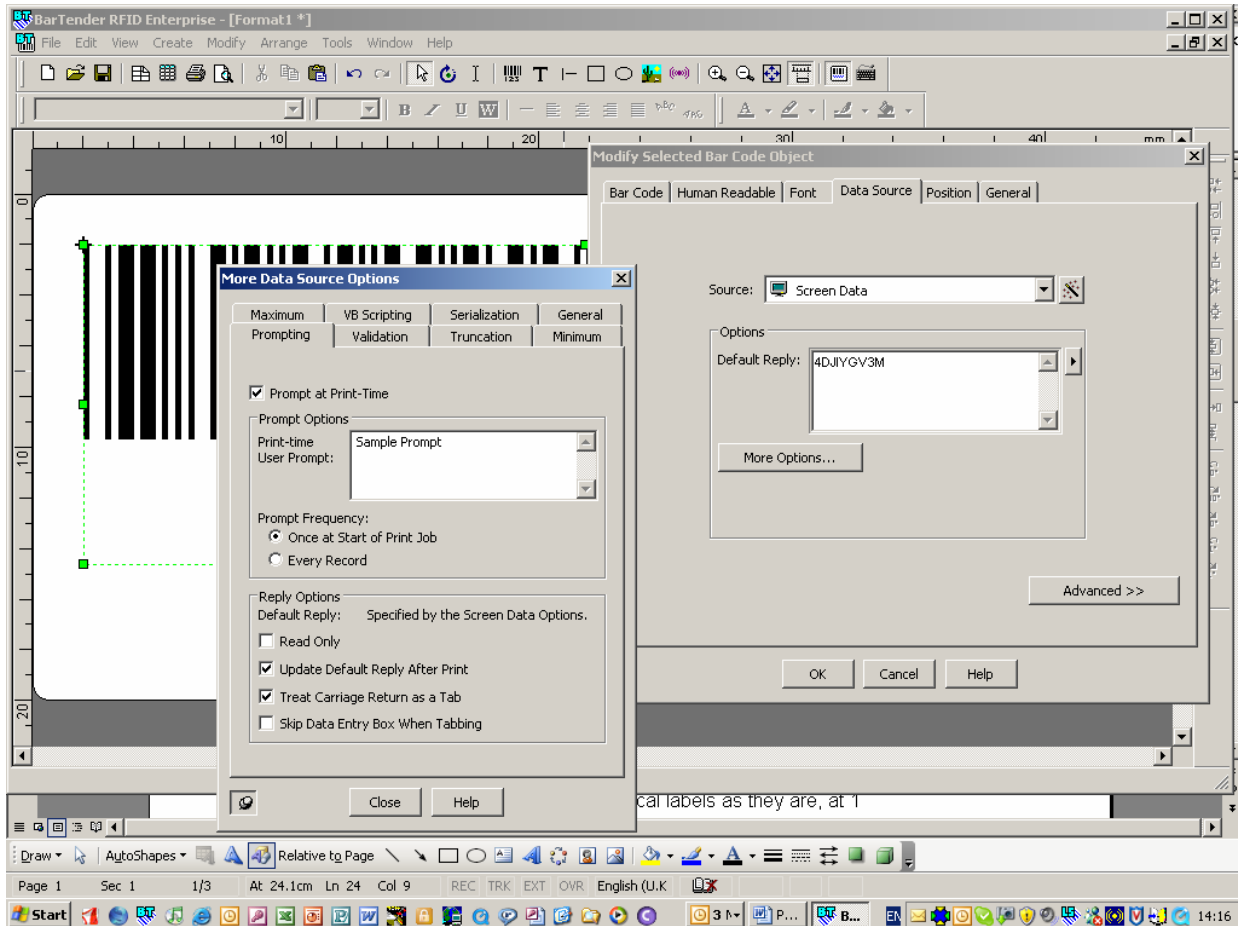 BarTender RFID Enterprise - [Format1 *]
File Edit View Create Modify Arrange Tools Window Help
B I U W A
10 20 30 40 mm
Modify Selected Bar Code Object
Bar Code Human Readable Font Data Source Position General
0
Source: Screen Data
Options
Default Reply: 4DJIYGV3M
More Options...
Advanced >>
OK Cancel Help
More Data Source Options
Maximum VB Scripting Serialization General
Prompting Validation Truncation Minimum
Prompt at Print-Time
Prompt Options
Print-time
User Prompt:
Sample Prompt
Prompt Frequency:
Once at Start of Print Job
Every Record
Reply Options
Default Reply: Specified by the Screen Data Options.
Read Only
Update Default Reply After Print
Treat Carriage Return as a Tab
Skip Data Entry Box When Tabbing
Close Help
10
20
cal labels as they are, at 1
Draw AutoShapes Relative to Page
Page 1 Sec 1 1/3 At 24.1cm Ln 24 Col 9 REC TRK EXT OVR English (U.K
Start 3 P... B... EN 14:16